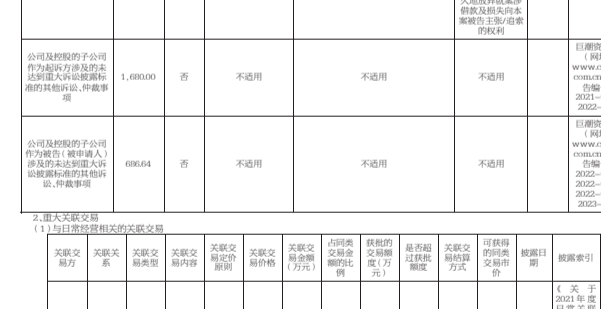 借款及损失向本
案被告主张/追索
的权利
公司及控股的子公司
作为起诉方涉及的未
达到重大诉讼披露标
准的其他诉讼、仲裁事
项
1,680.00
否
不适用
不适用
不适用
巨潮资
(网
www.c
com.cn
告编
2021-
2022-
公司及控股的子公司
作为被告(被申请人)
涉及的未达到重大诉
讼披露标准的其他诉
讼、仲裁事项
686.64
否
不适用
不适用
不适用
巨潮资
(网
www.c
com.cn
告编
2022-
2022-
2022-
2023-
2、重大关联交易
(1)与日常经营相关的关联交易
关联交
易方
关联关
系
关联交
易类型
关联交
易内容
关联交
易定价
原则
关联交
易价格
关联交
易金额
(万元)
占同类
交易金
额的比
例
获批的
交易额
度(万
元)
是否超
过获批
额度
关联交
易结算
方式
可获得
的同类
交易市
价
披露日
期
披露索引
《关于
2021年度
日常关联